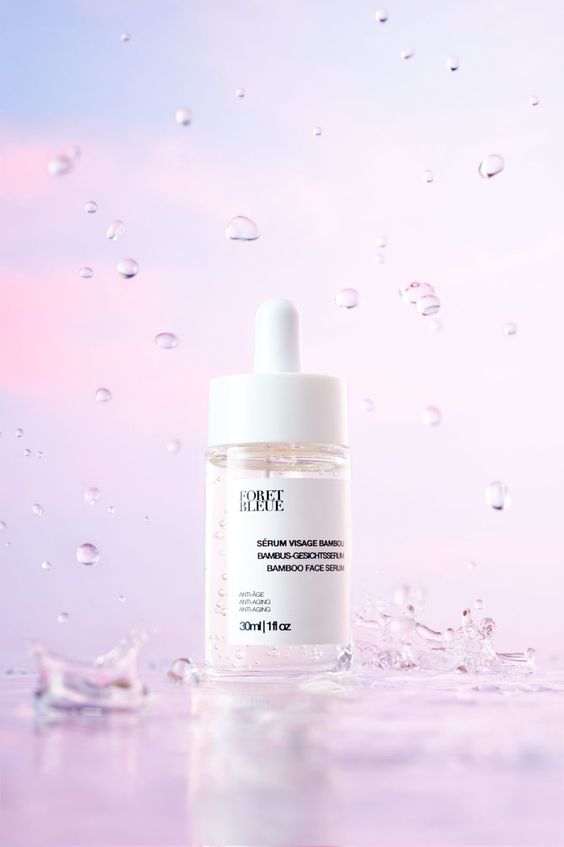 FORET
BLEUE
SÉRUM VISAGE BAMBOU
BAMBUS-GESICHTSSERUM
BAMBOO FACE SERUM
ANTI-ÂGE
ANTI-AGING
ANTI-AGING
30ml|1fl oz